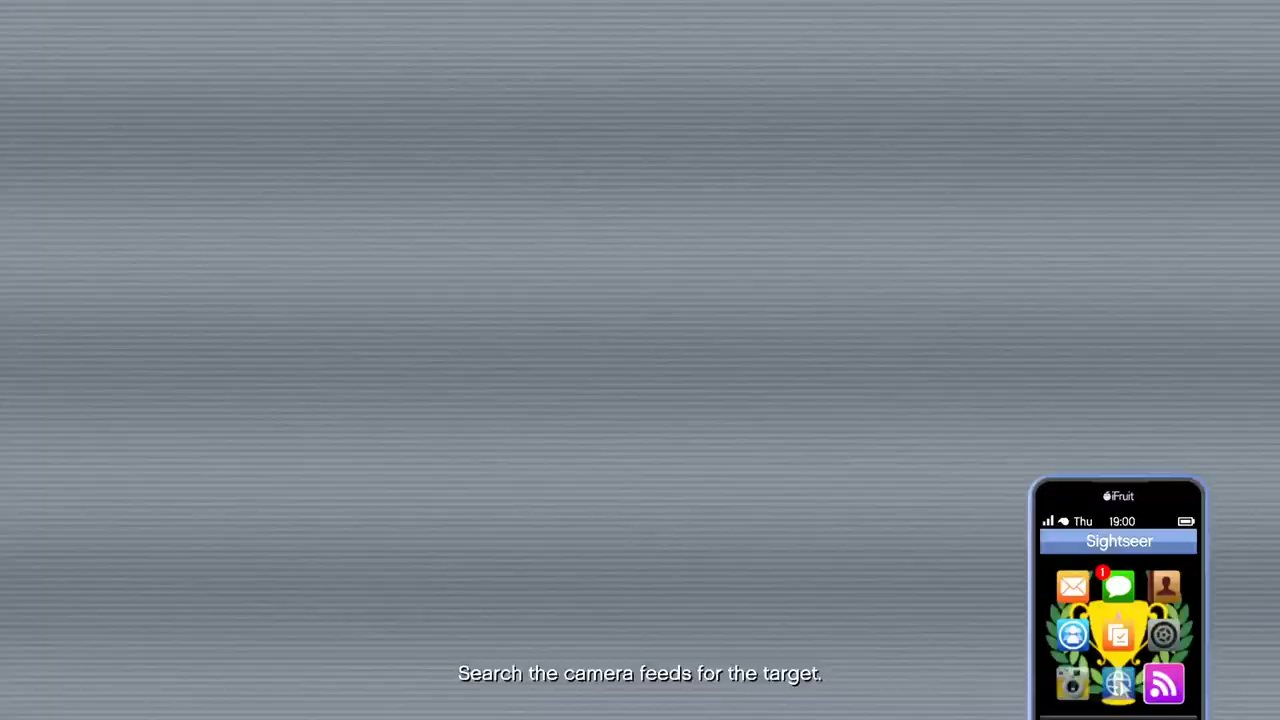 iFruit
Thu 19:00
Sightseer
1
Search the camera feeds for the target.